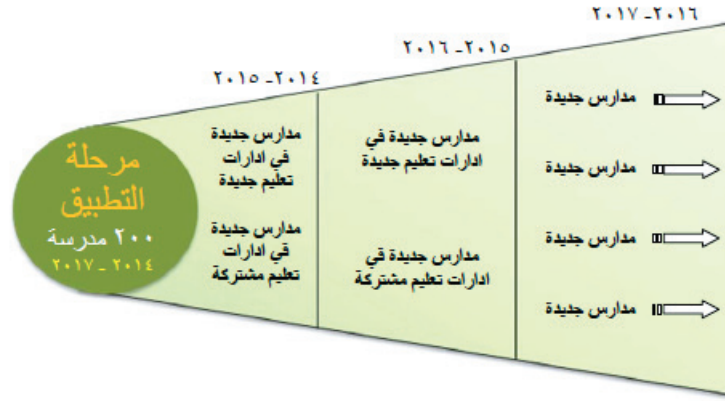 ٢٠١٦ -٢٠١٧
٢٠١٥ -٢٠١٦
٢٠١٤ -٢٠١٥
مرحلة
التطبيق
٢٠٠ مدرسة
٢٠١٤ - ٢٠١٧
مدارس جديدة
في ادارات
تعليم جديدة
مدارس جديدة
في ادارات
تعليم مشتركة
مدارس جديدة في
ادارات تعليم جديدة
مدارس جديدة في
ادارات تعليم مشتركة
مدارس جديدة
مدارس جديدة
مدارس جديدة
مدارس جديدة